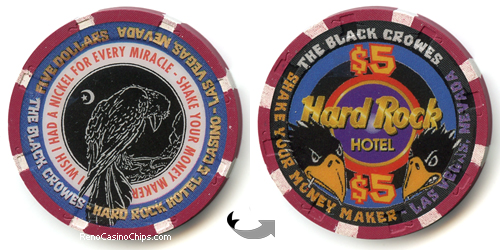 FIVE DOLLARS
LAS VEGAS NEVADA
THE BLACK CROWES - HARD ROCK HOTEL & CASINO
WISH I HAD A NICKEL FOR EVERY MIRACLE - SHAKE YOUR MONEY MAKER
RenoCasinoChips.com
THE BLACK CROWES
$5
Hard Rock
HOTEL
$5
SHAKE YOUR MONEY MAKER - LAS VEGAS, NEVADA